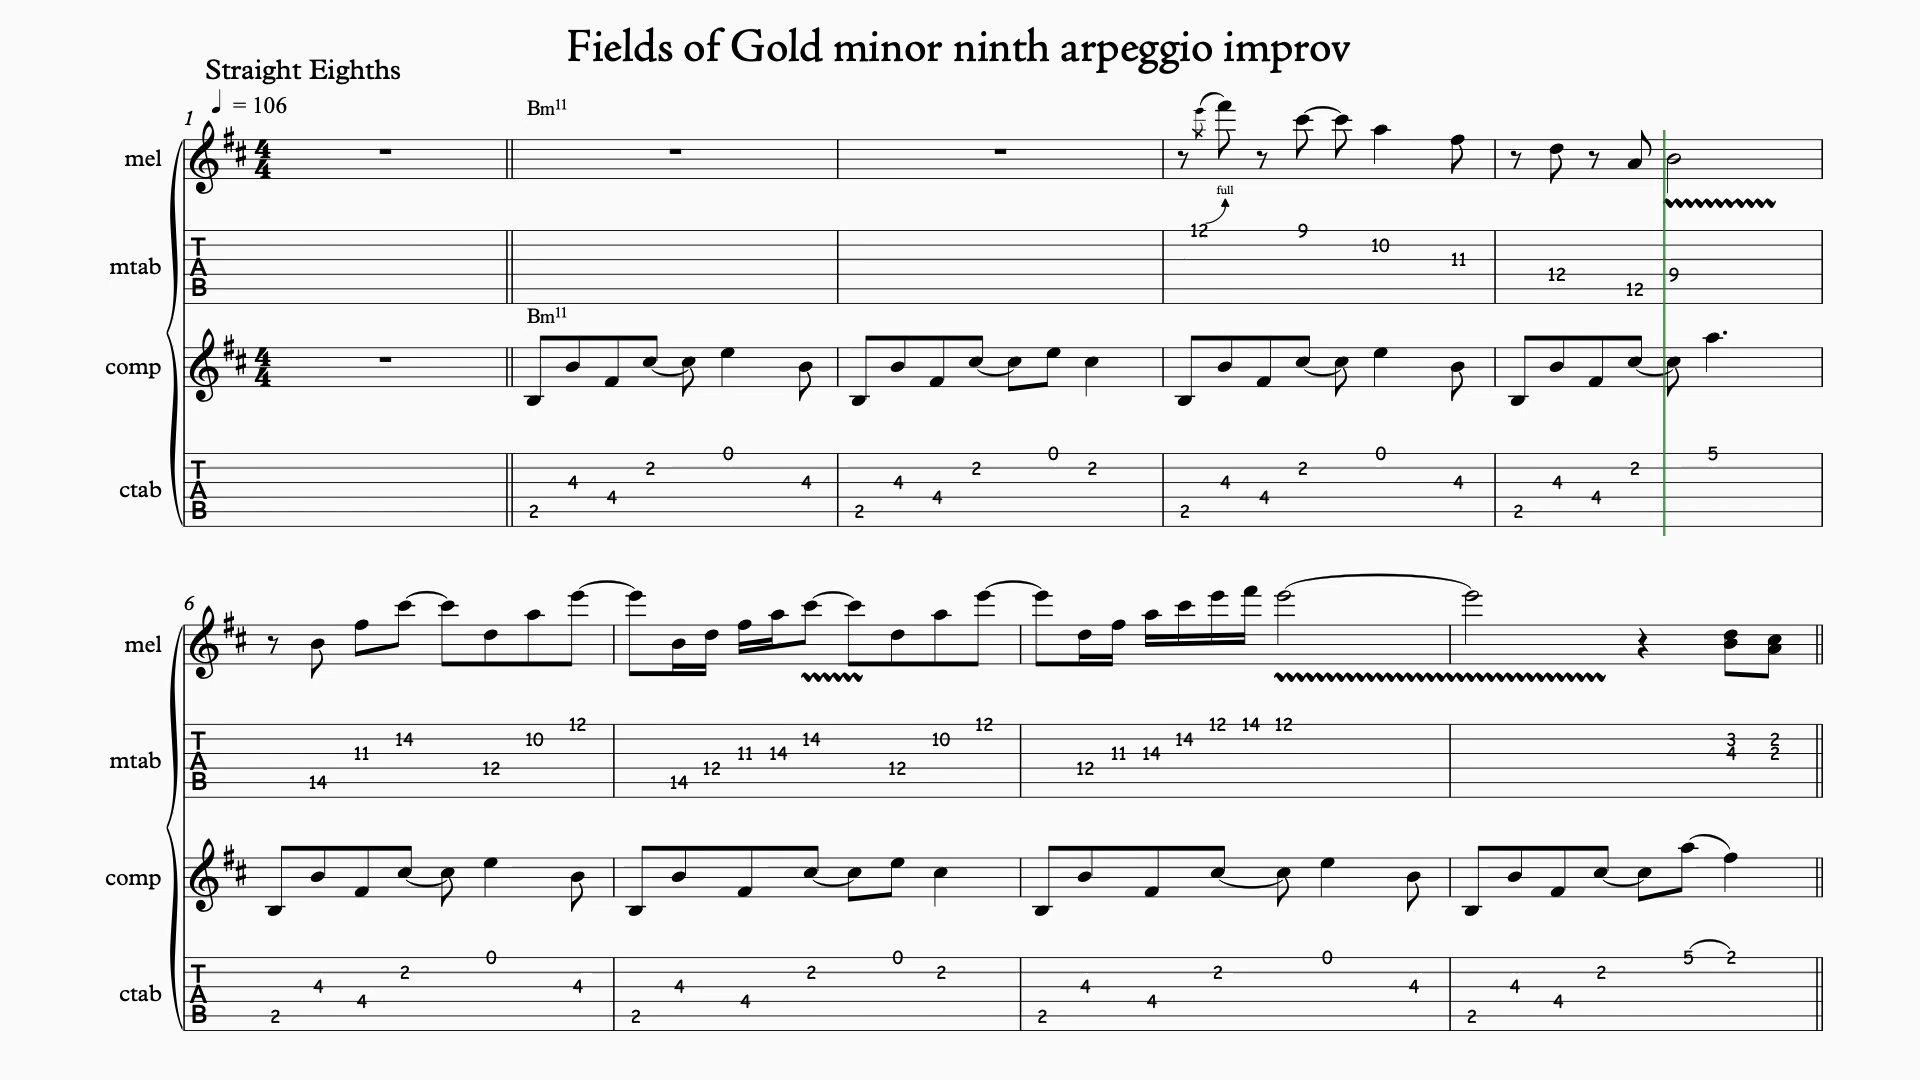 Fields of Gold minor ninth arpeggio improv
Straight Eighths
♩ = 106
1
Bm11
mel
4
4
full
mtab
T
A
B
12 9 10 11 12 12 9
Bm11
comp
4
4
ctab
T
A
B
2 4 4 2 0 4 2 4 4 2 0 2 2 4 4 2 0 4 2 4 4 2 5
6
mel
mtab
T
A
B
14 11 14 12 10 12 14 12 11 14 14 12 10 12 12 11 14 14 12 14 12 3 2
4 2
comp
ctab
T
A
B
2 4 4 2 0 4 2 4 4 2 0 2 2 4 4 2 0 4 2 4 4 2 5 2